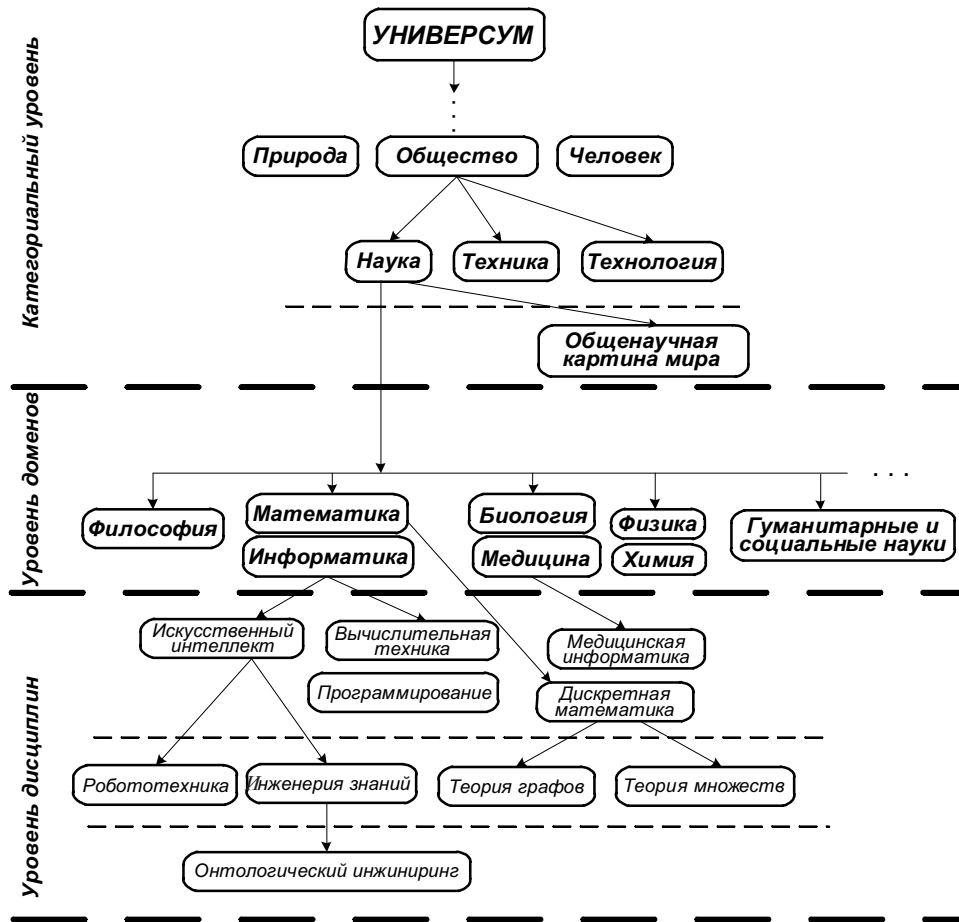 Категориальный уровень
УНИВЕРСУМ
Природа
Общество
Человек
Наука
Техника
Технология
Общенаучная
картина мира
Уровень доменов
. . .
Философия
Математика
Биология
Физика
Гуманитарные и
социальные науки
Информатика
Медицина
Химия
Уровень дисциплин
Искусственный
интеллект
Вычислительная
техника
Медицинская
информатика
Программирование
Дискретная
математика
Робототехника
Инженерия знаний
Теория графов
Теория множеств
Онтологический инжиниринг